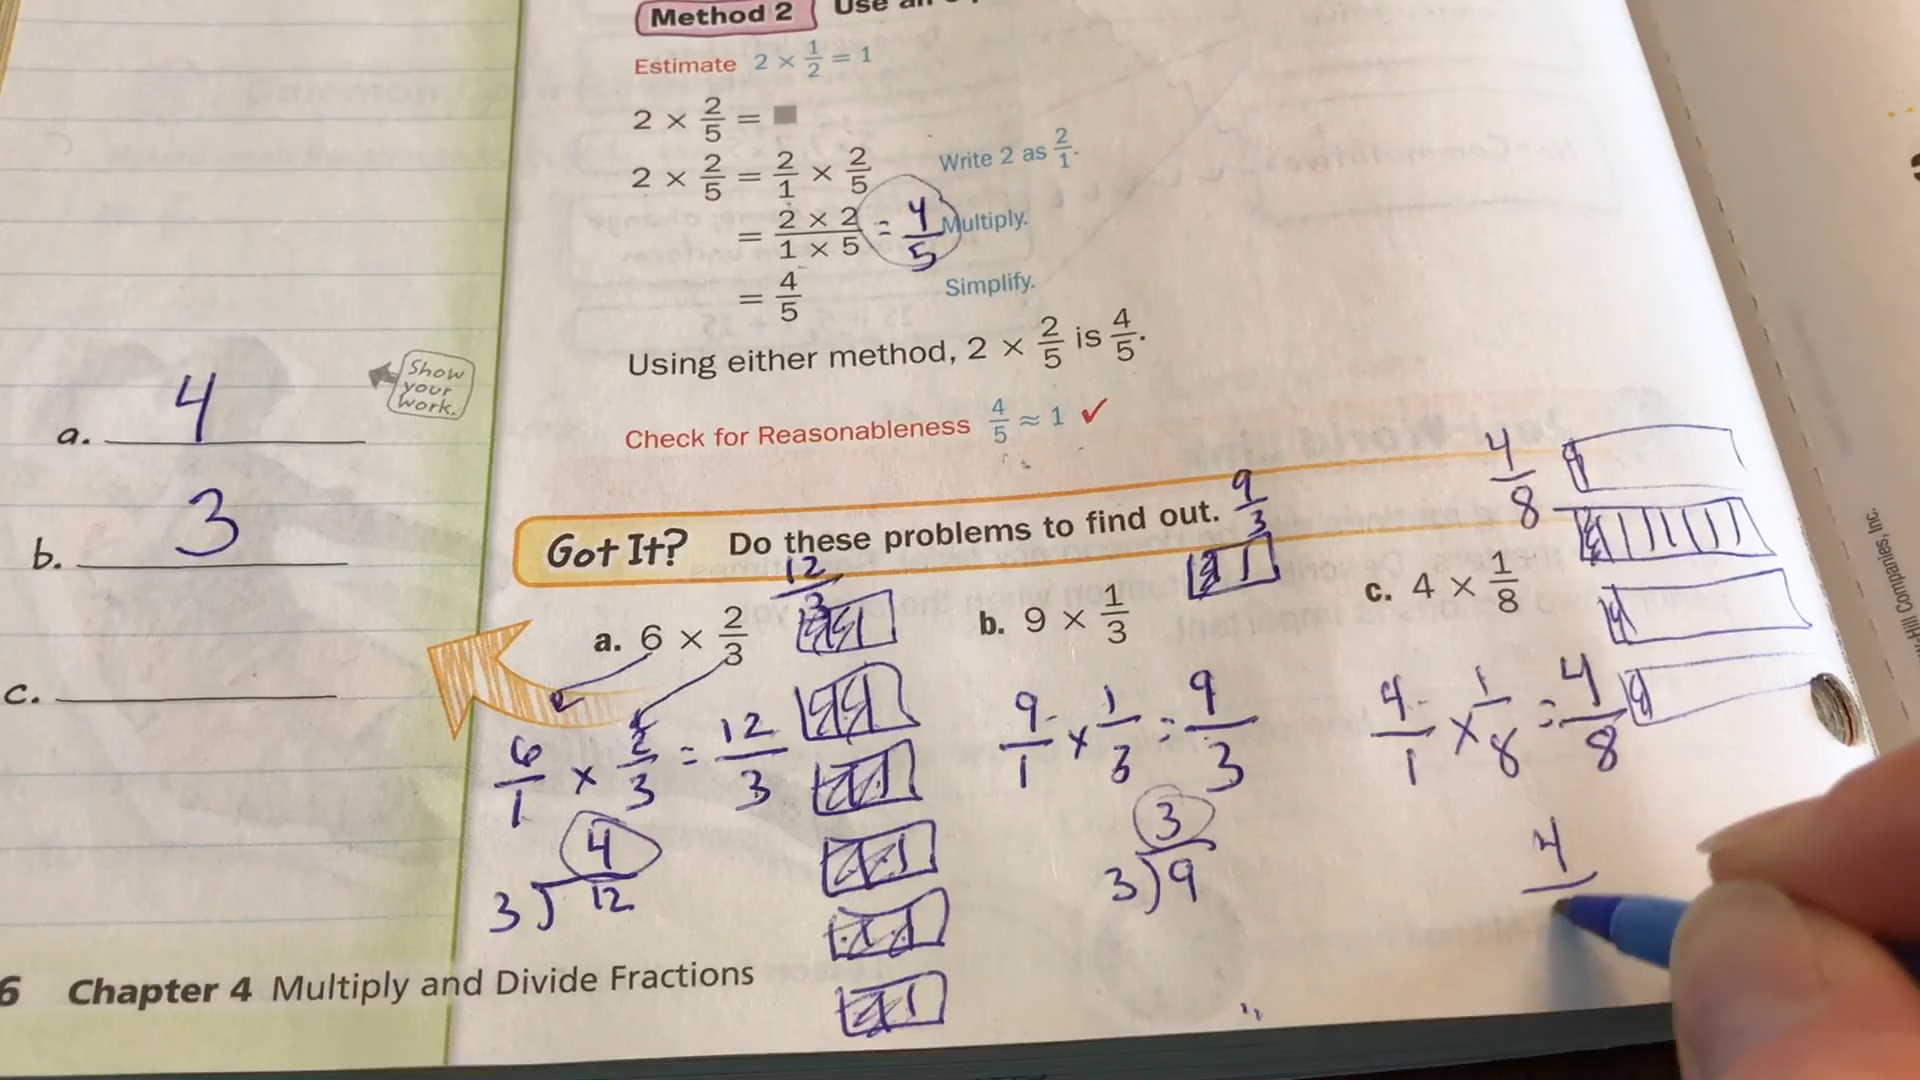 Method 2 Use an
Estimate 2 × 1/2 = 1
2 × 2/5 = ■
2 × 2/5 = 2/1 × 2/5 Write 2 as 2/1.
= 2 × 2 / 1 × 5 = 4/5 Multiply.
= 4/5 Simplify.
Using either method, 2 × 2/5 is 4/5.
Check for Reasonableness 4/5 ≈ 1 ✓
Show
your
work.
a. 4
b. 3
c.
Got It? Do these problems to find out.
12/3
9/3
4/8
a. 6 × 2/3
b. 9 × 1/3
c. 4 × 1/8
6/1 × 2/3 = 12/3
4
3)12
9/1 × 1/3 = 9/3
3
3)9
4/1 × 1/8 = 4/8
4
6 Chapter 4 Multiply and Divide Fractions
-Hill Companies, Inc.